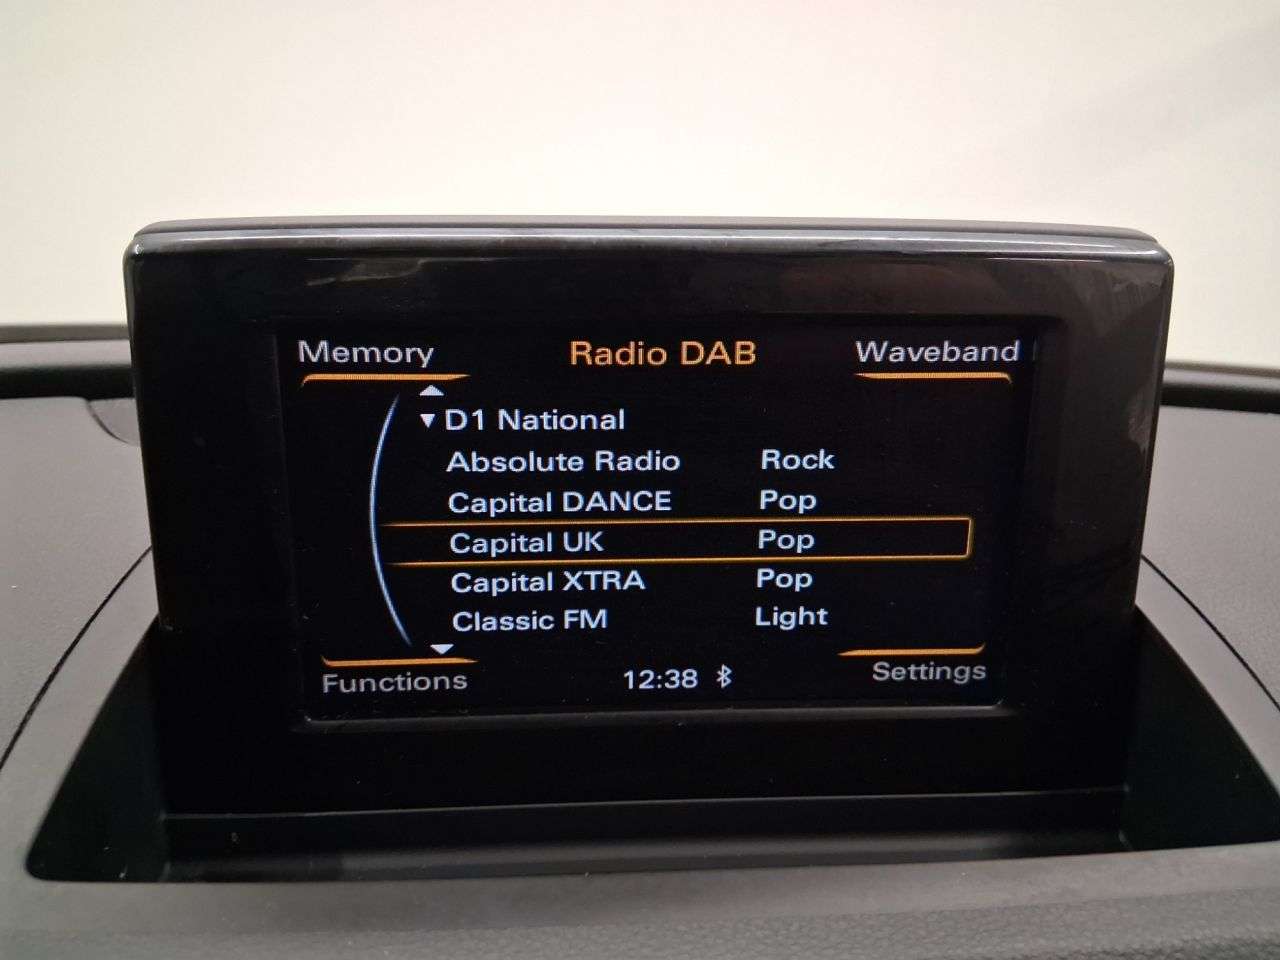 Memory Radio DAB Waveband
▼ D1 National
Absolute Radio Rock
Capital DANCE Pop
Capital UK Pop
Capital XTRA Pop
Classic FM Light
Functions 12:38 Settings